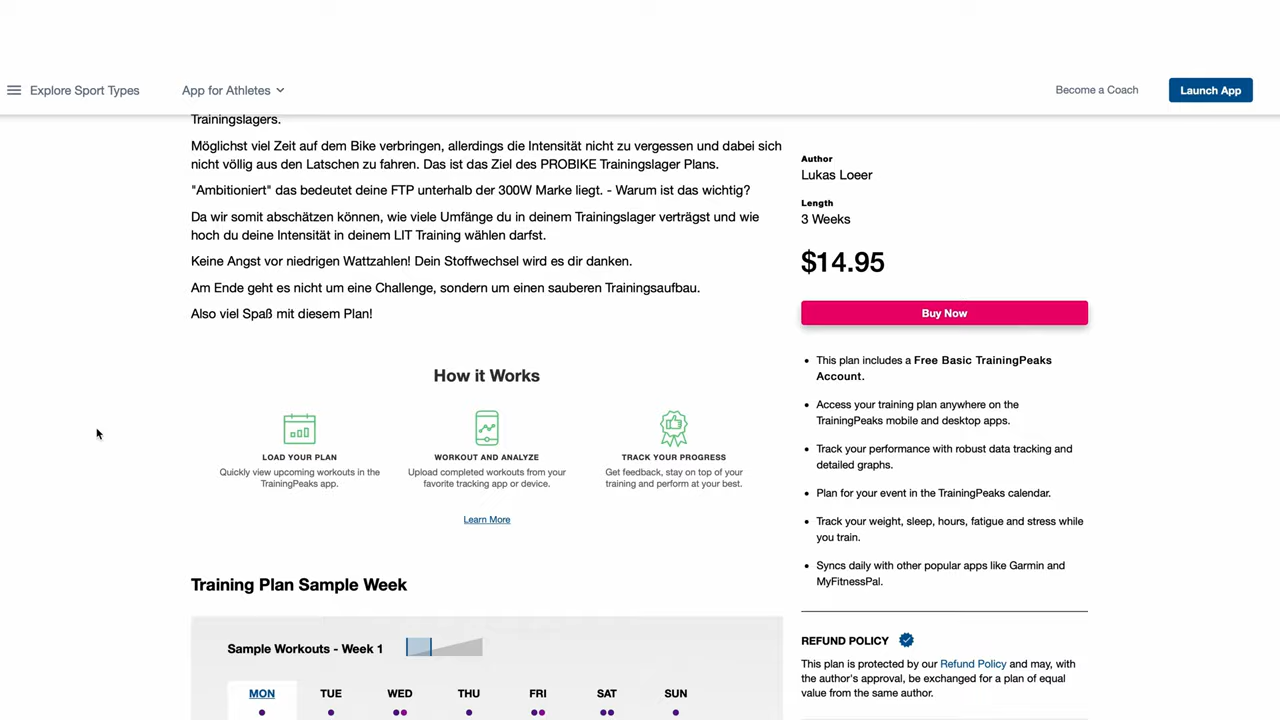 Explore Sport Types
App for Athletes
Become a Coach
Launch App
Trainingslagers.
Möglichst viel Zeit auf dem Bike verbringen, allerdings die Intensität nicht zu vergessen und dabei sich
nicht völlig aus den Latschen zu fahren. Das ist das Ziel des PROBIKE Trainingslager Plans.
"Ambitioniert" das bedeutet deine FTP unterhalb der 300W Marke liegt. - Warum ist das wichtig?
Da wir somit abschätzen können, wie viele Umfänge du in deinem Trainingslager verträgst und wie
hoch du deine Intensität in deinem LIT Training wählen darfst.
Keine Angst vor niedrigen Wattzahlen! Dein Stoffwechsel wird es dir danken.
Am Ende geht es nicht um eine Challenge, sondern um einen sauberen Trainingsaufbau.
Also viel Spaß mit diesem Plan!
How it Works
LOAD YOUR PLAN
Quickly view upcoming workouts in the
TrainingPeaks app.
WORKOUT AND ANALYZE
Upload completed workouts from your
favorite tracking app or device.
TRACK YOUR PROGRESS
Get feedback, stay on top of your
training and perform at your best.
Learn More
Training Plan Sample Week
Sample Workouts - Week 1
MON
TUE
WED
THU
FRI
SAT
SUN
Author
Lukas Loeer
Length
3 Weeks
$14.95
Buy Now
• This plan includes a Free Basic TrainingPeaks
Account.
• Access your training plan anywhere on the
TrainingPeaks mobile and desktop apps.
• Track your performance with robust data tracking and
detailed graphs.
• Plan for your event in the TrainingPeaks calendar.
• Track your weight, sleep, hours, fatigue and stress while
you train.
• Syncs daily with other popular apps like Garmin and
MyFitnessPal.
REFUND POLICY
This plan is protected by our Refund Policy and may, with
the author's approval, be exchanged for a plan of equal
value from the same author.